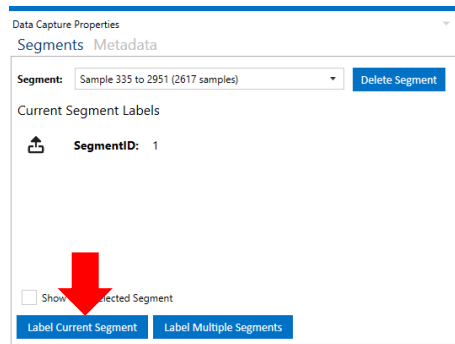 Data Capture Properties
Segments Metadata
Segment: Sample 335 to 2951 (2617 samples) Delete Segment
Current Segment Labels
SegmentID: 1
Show Selected Segment
Label Current Segment Label Multiple Segments